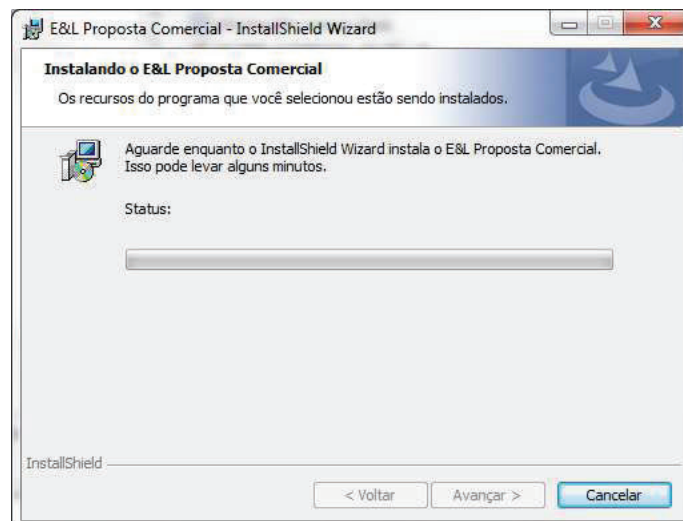 E&L Proposta Comercial - InstallShield Wizard
Instalando o E&L Proposta Comercial
Os recursos do programa que você selecionou estão sendo instalados.
Aguarde enquanto o InstallShield Wizard instala o E&L Proposta Comercial.
Isso pode levar alguns minutos.
Status:
InstallShield
< Voltar
Avançar >
Cancelar